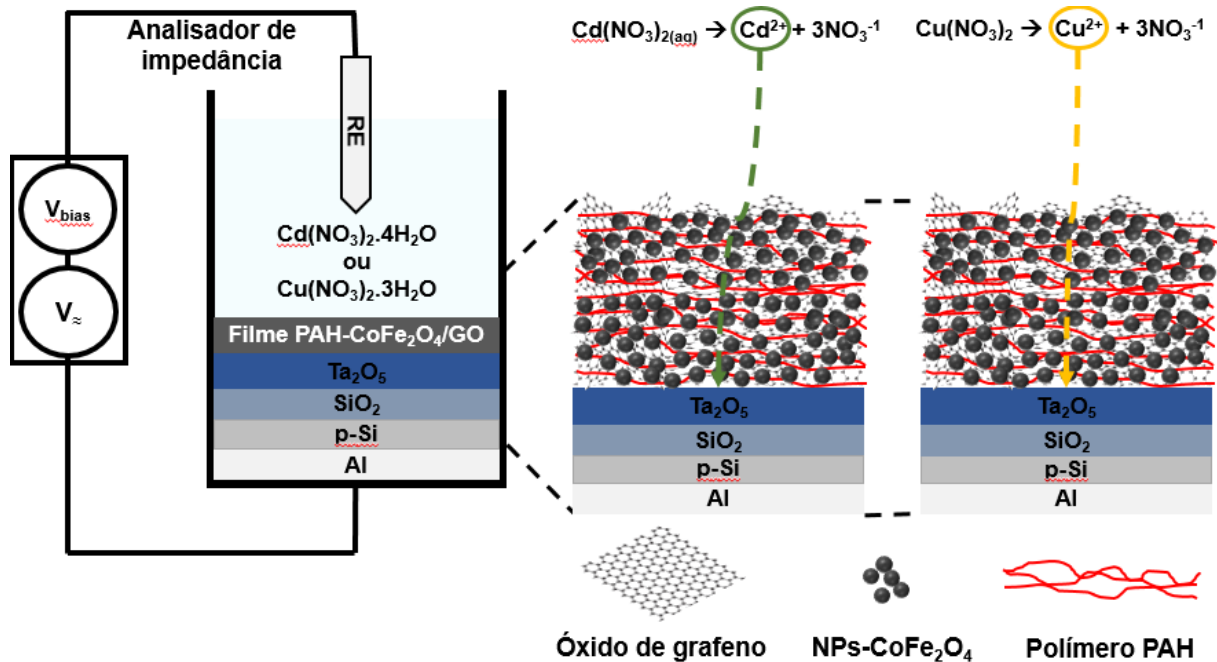 Analisador de
impedância
V_bias
V_≈
RE
Cd(NO₃)₂.4H₂O
ou
Cu(NO₃)₂.3H₂O
Filme PAH-CoFe₂O₄/GO
Ta₂O₅
SiO₂
p-Si
Al
Cd(NO₃)₂₍ₐq₎ → Cd²⁺ + 3NO₃⁻¹
Ta₂O₅
SiO₂
p-Si
Al
Cu(NO₃)₂ → Cu²⁺ + 3NO₃⁻¹
Ta₂O₅
SiO₂
p-Si
Al
Óxido de grafeno
NPs-CoFe₂O₄
Polímero PAH